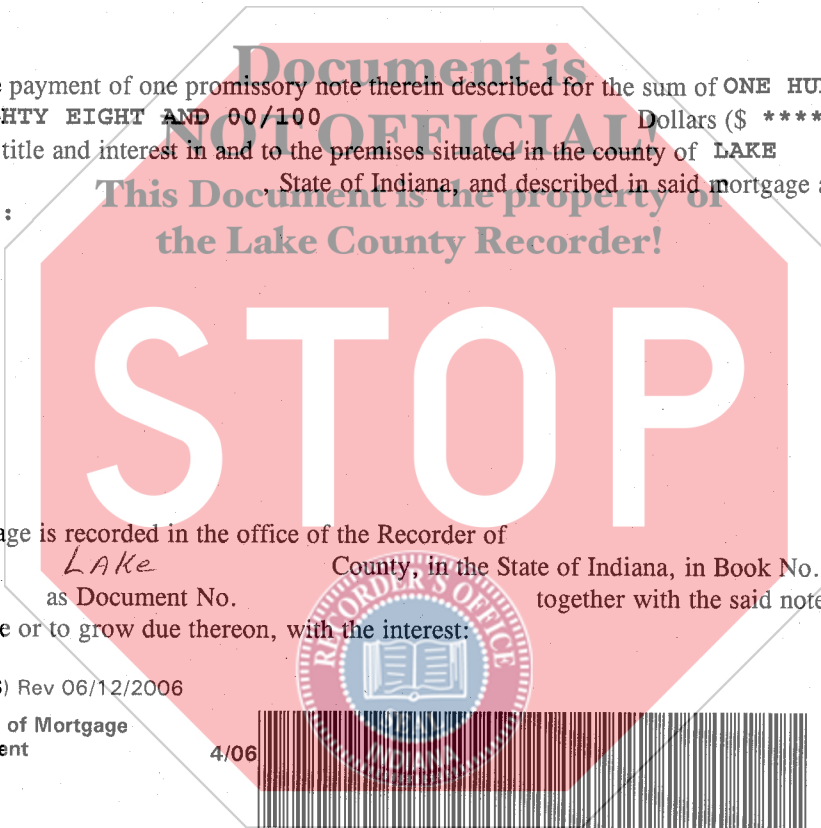 Document is
payment of one promissory note therein described for the sum of ONE
HTY EIGHT AND 00/100 Dollars ($ ****
NOT OFFICIAL!
title and interest in and to the premises situated in the county of LAKE
This Document is the property of
, State of Indiana, and described in said mortgage
:
the Lake County Recorder!
STOP
age is recorded in the office of the Recorder of
LAKe County, in the State of Indiana, in Book No.
as Document No. together with the said note
e or to grow due thereon, with the interest:
RECORDER'S OFFICE
SEAL
INDIANA
) Rev 06/12/2006
of Mortgage
ent 4/06